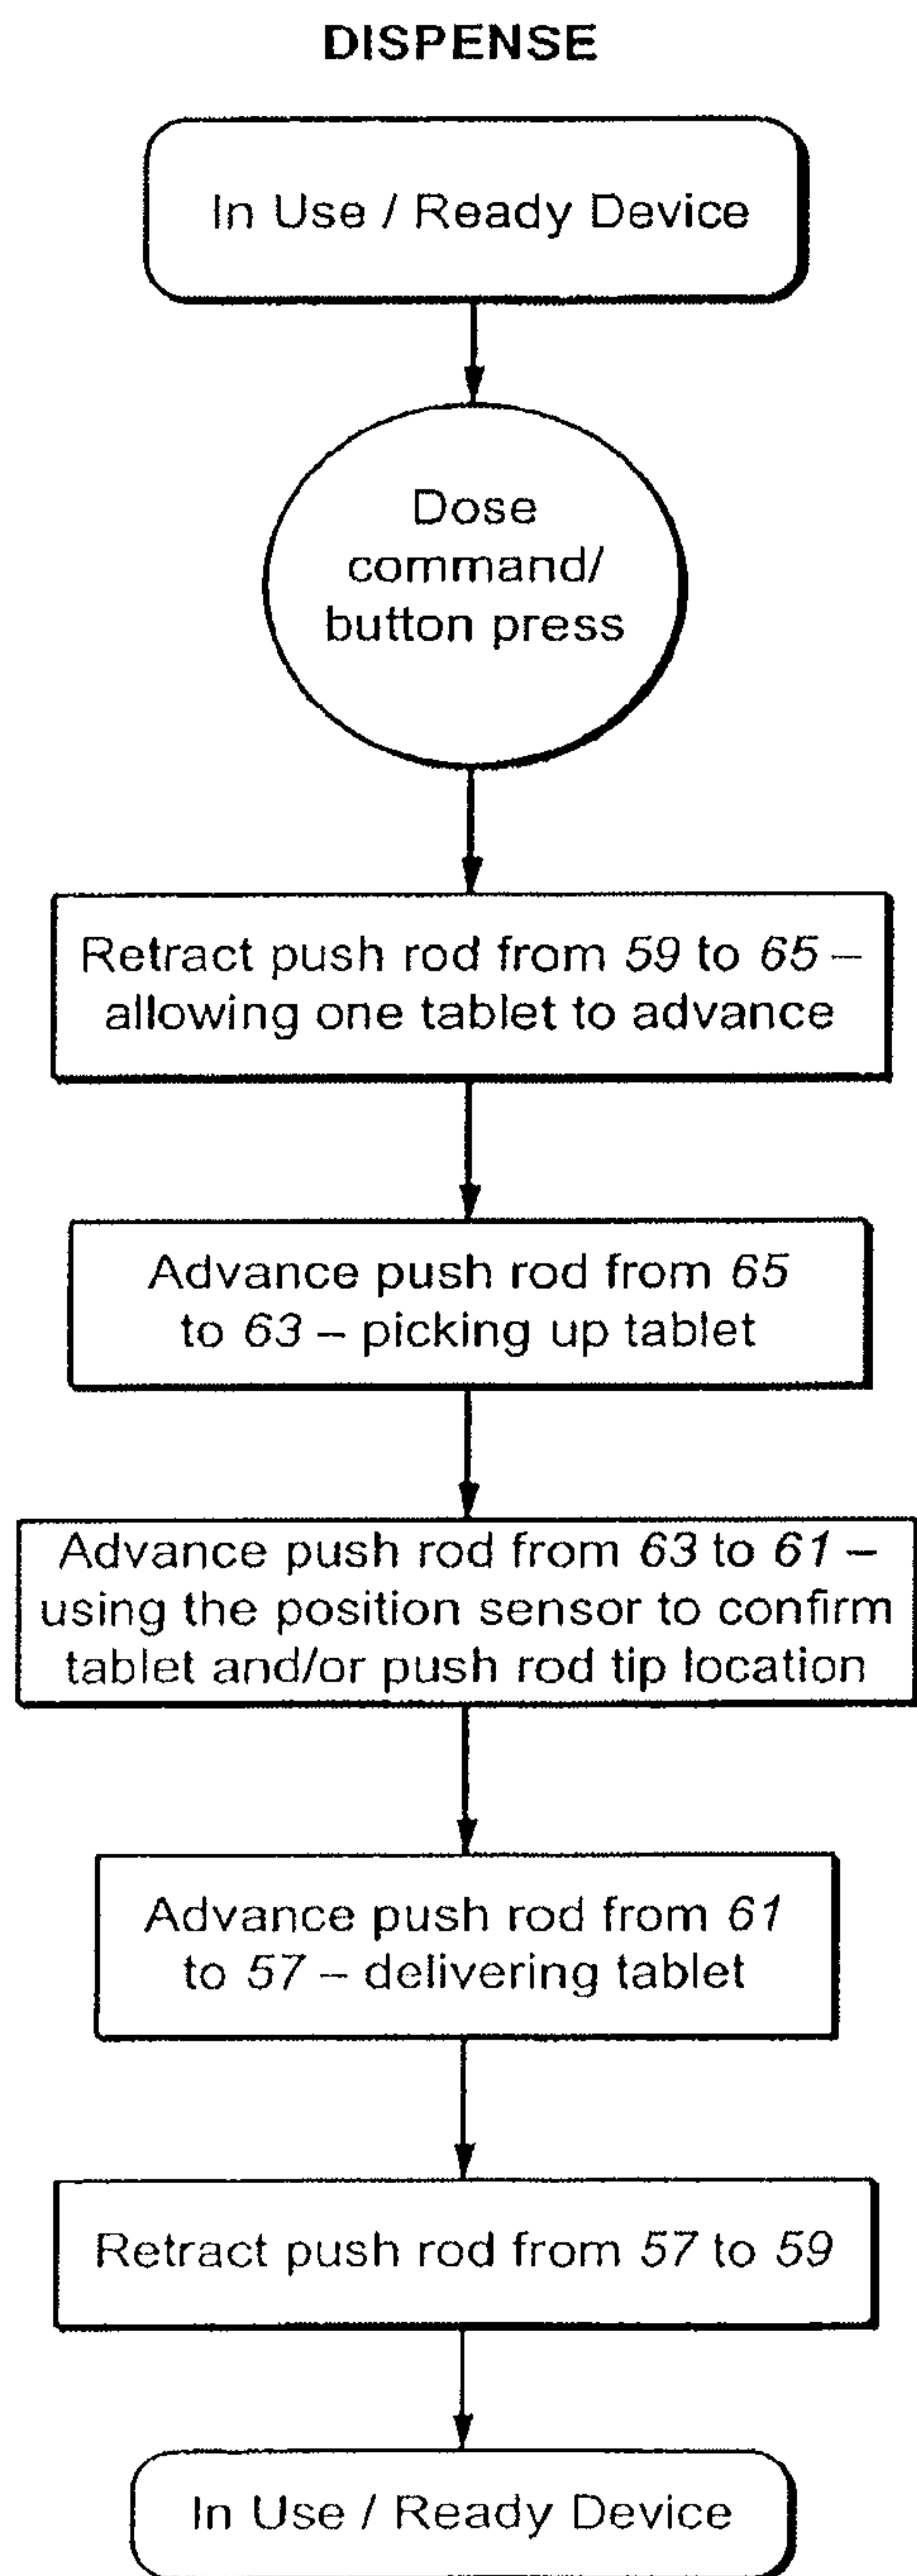 DISPENSE
In Use / Ready Device
Dose
command/
button press
Retract push rod from 59 to 65 –
allowing one tablet to advance
Advance push rod from 65
to 63 – picking up tablet
Advance push rod from 63 to 61 –
using the position sensor to confirm
tablet and/or push rod tip location
Advance push rod from 61
to 57 – delivering tablet
Retract push rod from 57 to 59
In Use / Ready Device